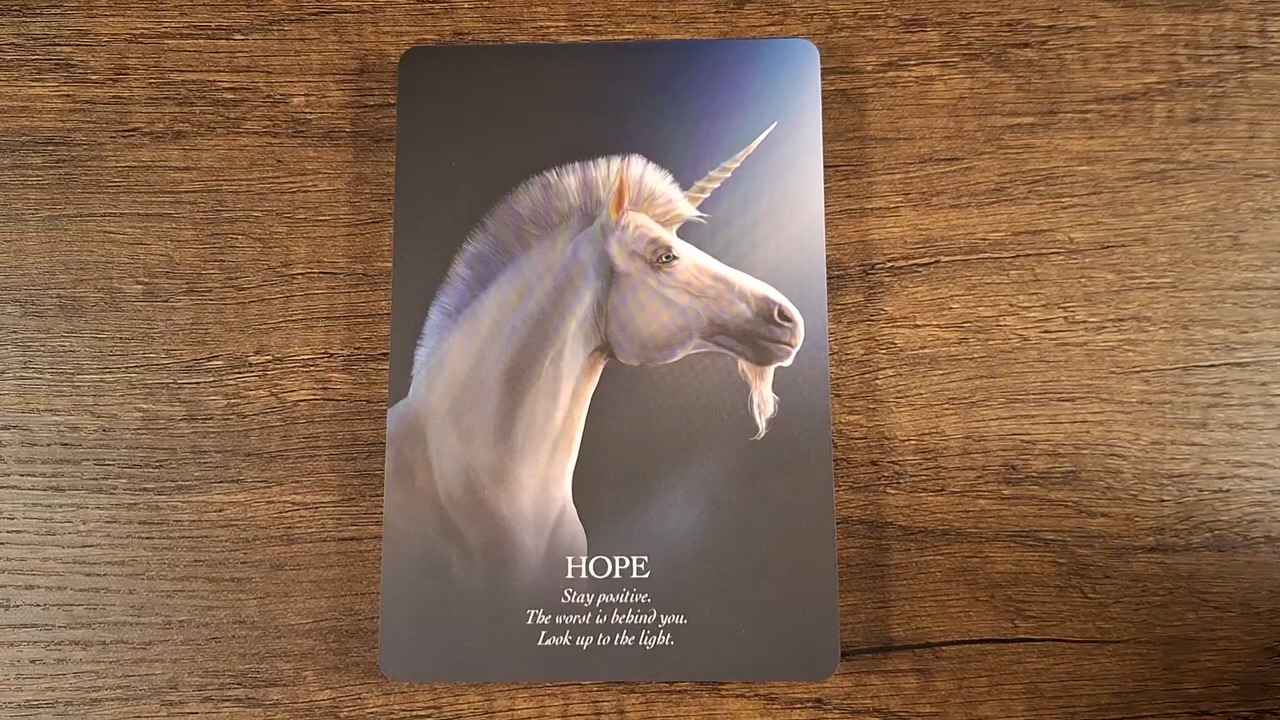 HOPE
Stay positive.
The worst is behind you.
Look up to the light.